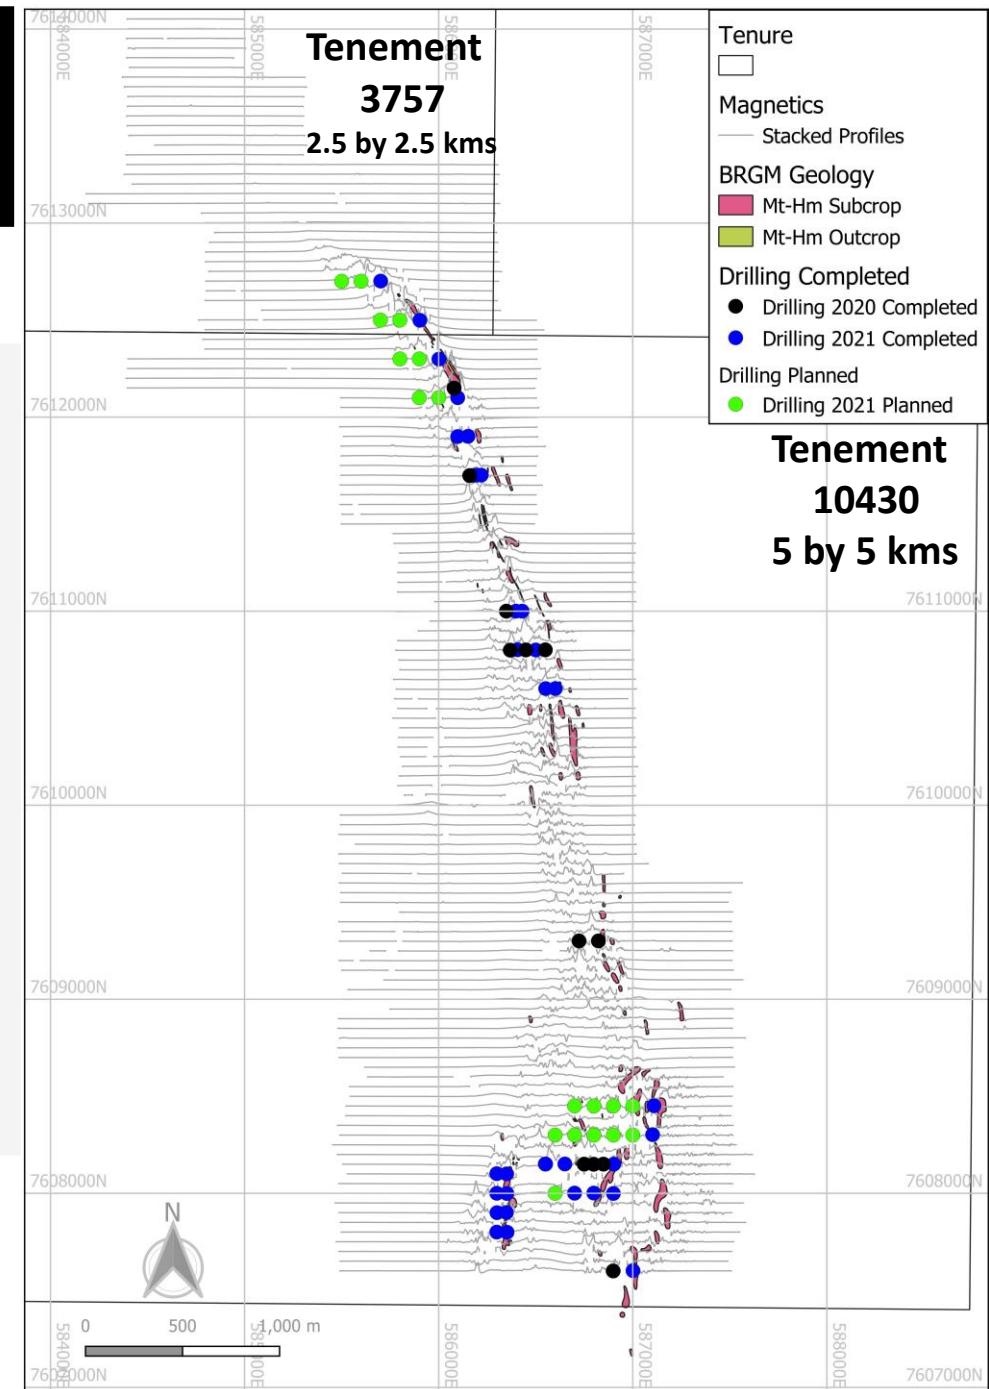 7614000N
584000E
585000E
586000E
587000E
Tenement
3757
2.5 by 2.5 kms
Tenure
Magnetics
Stacked Profiles
BRGM Geology
Mt-Hm Subcrop
Mt-Hm Outcrop
Drilling Completed
Drilling 2020 Completed
Drilling 2021 Completed
Drilling Planned
Drilling 2021 Planned
7613000N
7612000N
Tenement
10430
5 by 5 kms
7611000N
7611000N
7610000N
7610000N
7609000N
7609000N
7608000N
7608000N
N
0 500 1,000 m
584000E
585000E
586000E
587000E
588000E
7607000N
7607000N